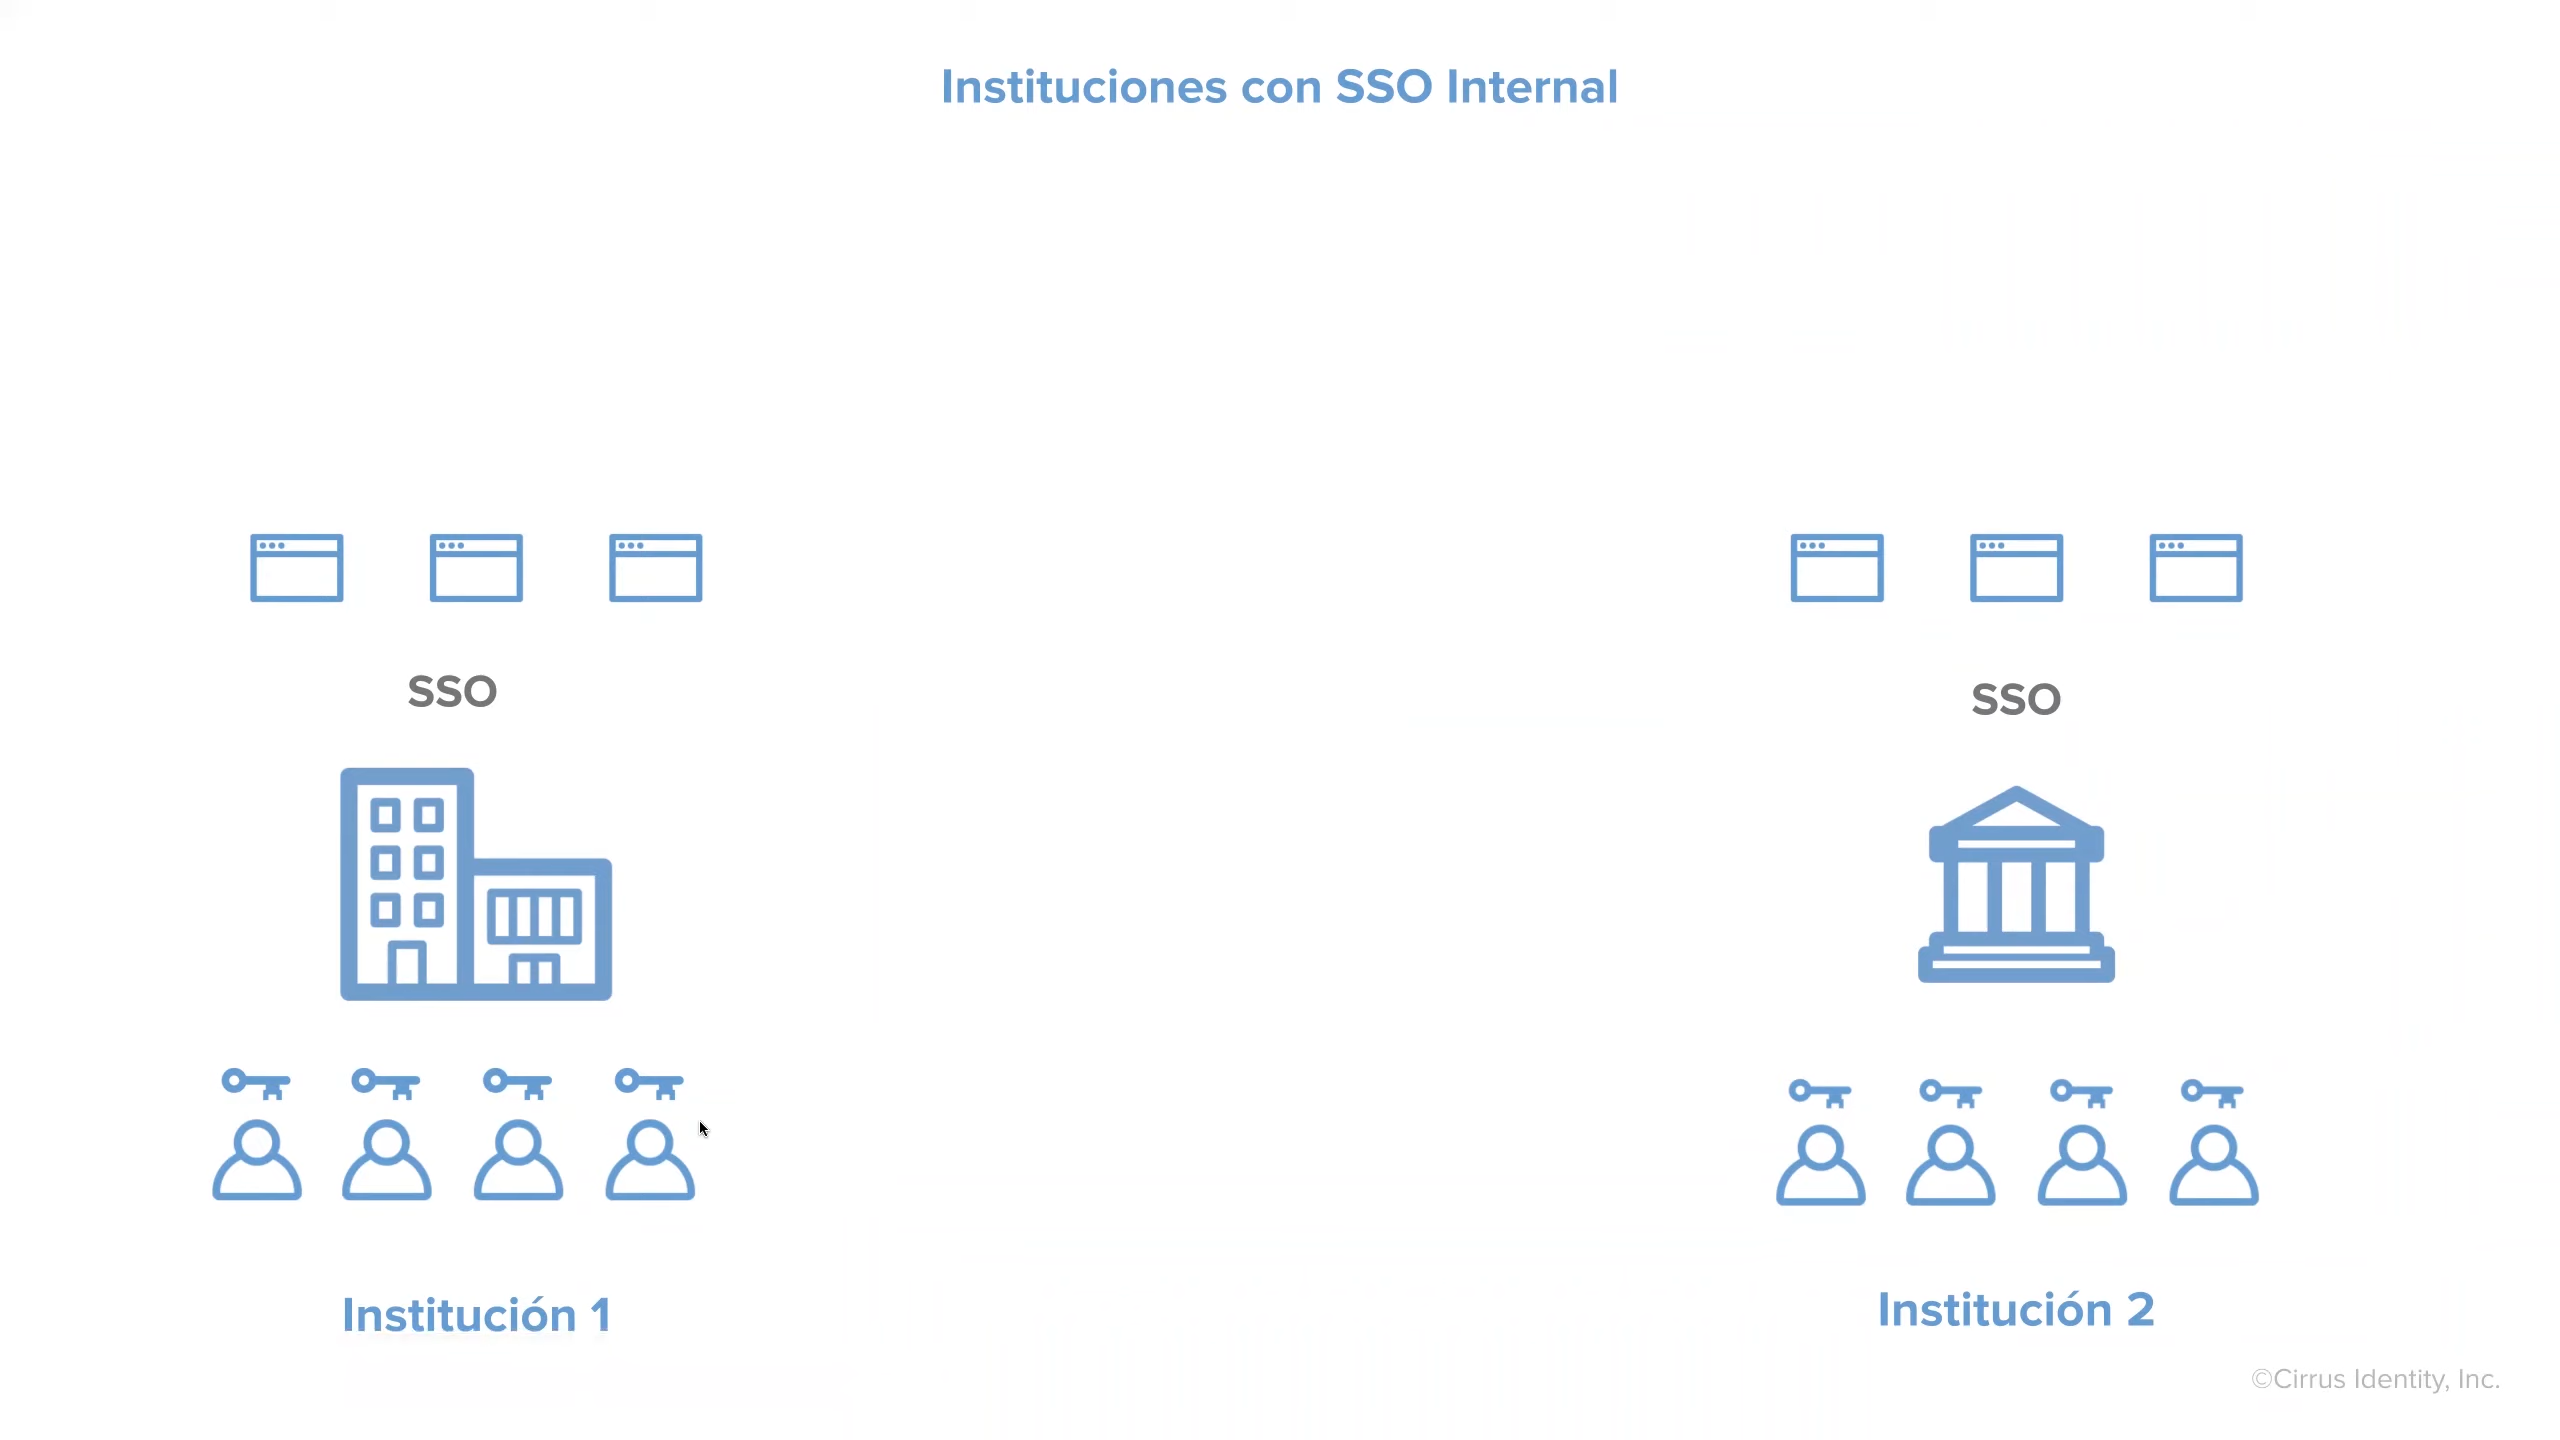 Instituciones con SSO Internal
SSO
SSO
Institución 1
Institución 2
©Cirrus Identity, Inc.